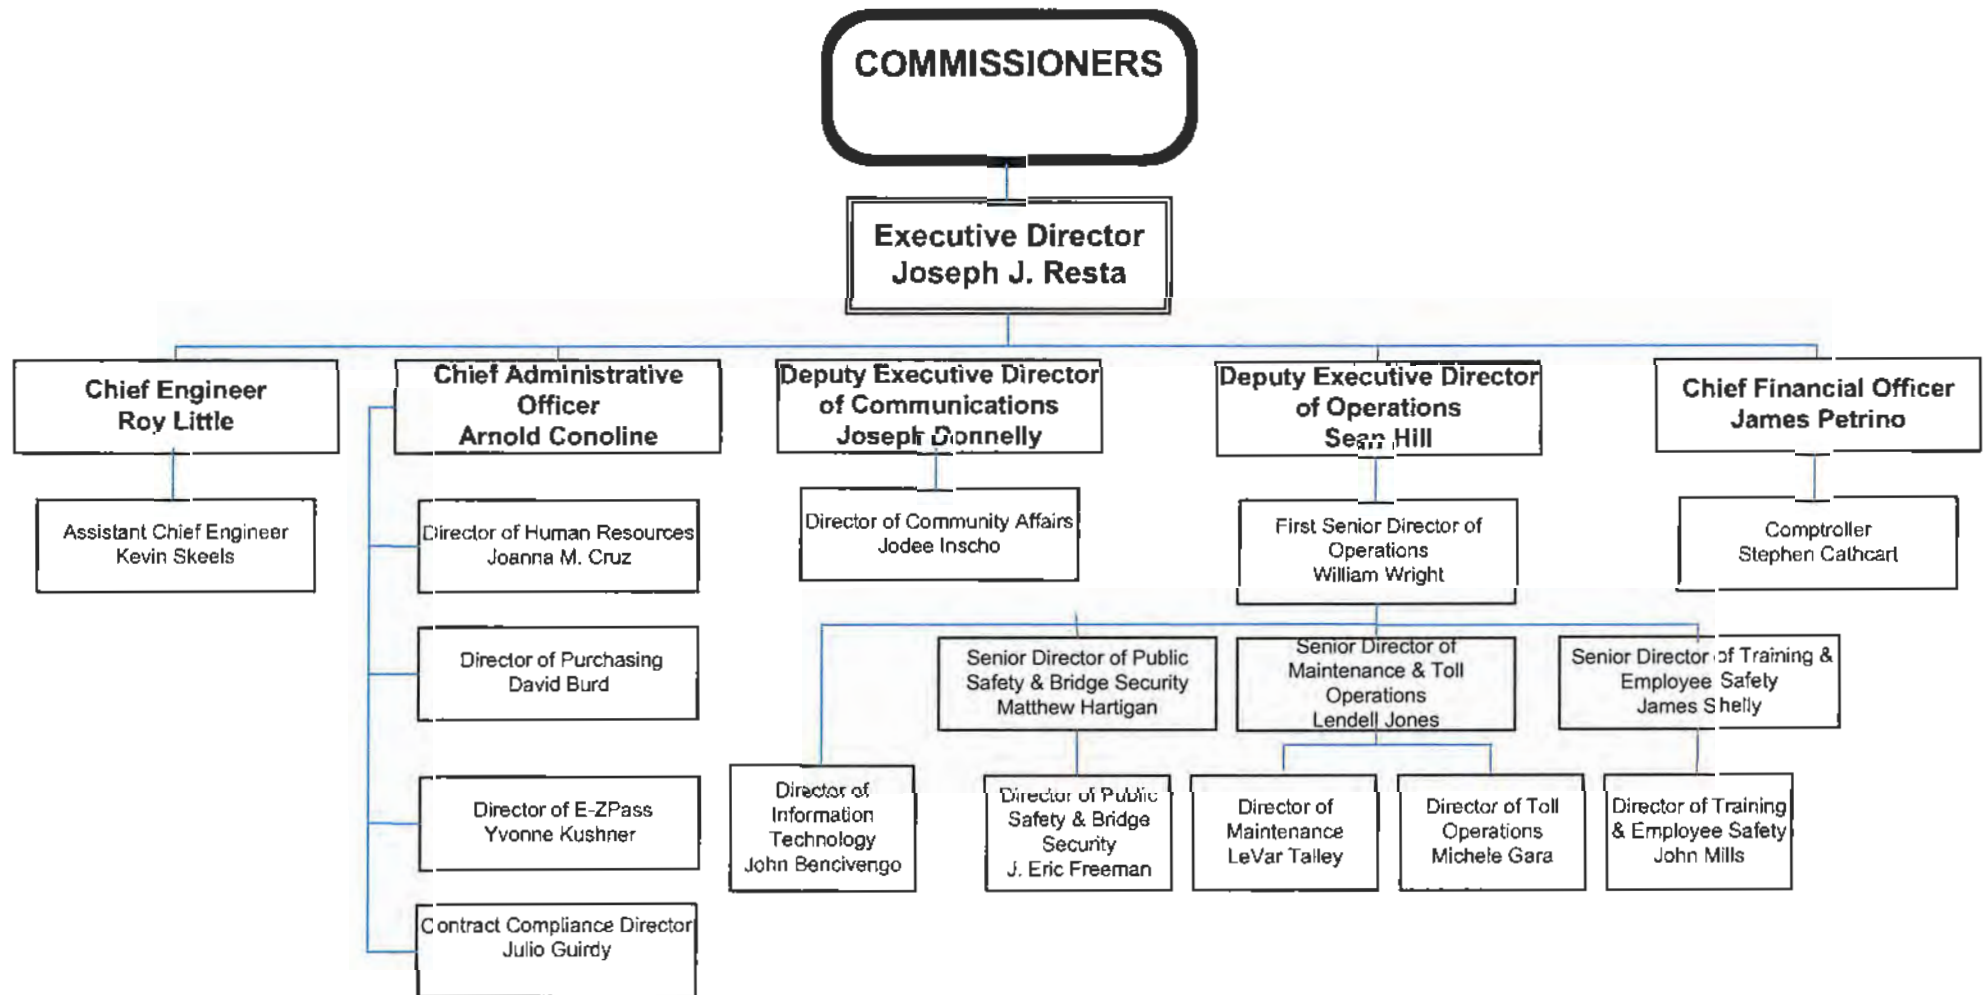 COMMISSIONERS
Executive Director
Joseph J. Resta
Chief Engineer
Roy Little
Chief Administrative
Officer
Arnold Conoline
Deputy Executive Director
of Communications
Joseph Donnelly
Deputy Executive Director
of Operations
Sean Hill
Chief Financial Officer
James Petrino
Assistant Chief Engineer
Kevin Skeels
Director of Human Resources
Joanna M. Cruz
Director of Community Affairs
Jodee Inscho
First Senior Director of
Operations
William Wright
Comptroller
Stephen Cathcart
Director of Purchasing
David Burd
Senior Director of Public
Safety & Bridge Security
Matthew Hartigan
Senior Director of
Maintenance & Toll
Operations
Lendell Jones
Senior Director of Training &
Employee Safety
James Shelly
Director of E-ZPass
Yvonne Kushner
Director of
Information
Technology
John Bencivengo
Director of Public
Safety & Bridge
Security
J. Eric Freeman
Director of
Maintenance
LeVar Talley
Director of Toll
Operations
Michele Gara
Director of Training
& Employee Safety
John Mills
Contract Compliance Director
Julio Guirdy